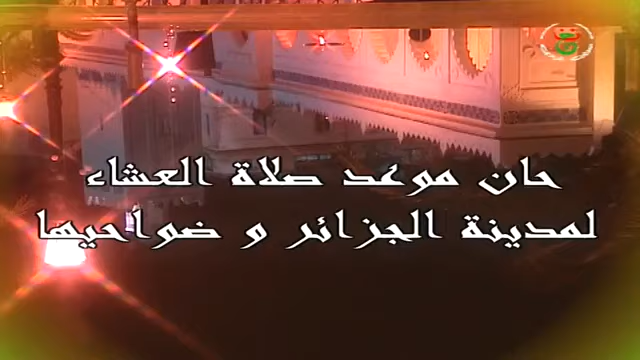 حان موعد صلاة العشاء
لمدينة الجزائر و ضواحيها